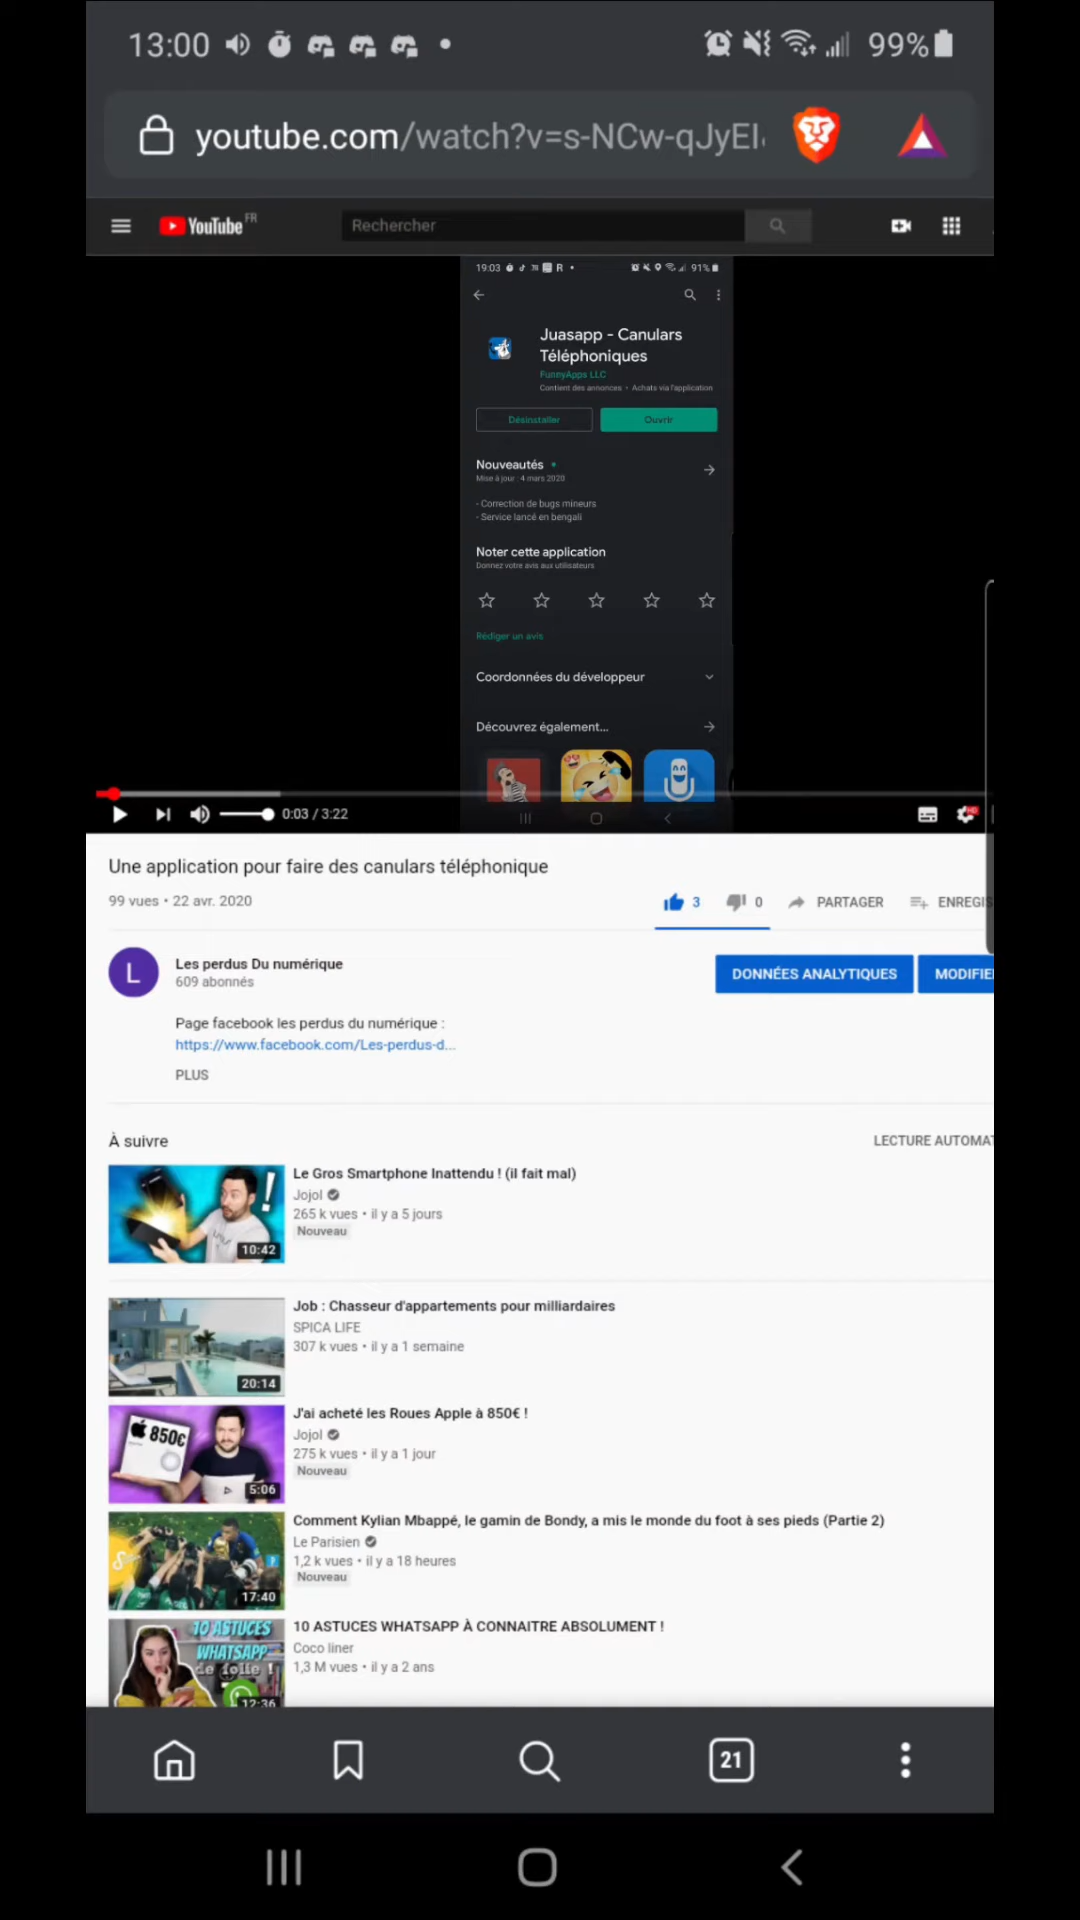 13:00
99%
youtube.com/watch?v=s-NCw-qJyEI
YouTube FR
Rechercher
19:03
91%
Juasapp - Canulars
Téléphoniques
FunnyApps LLC
Contient des annonces • Achats via l'application
Désinstaller
Ouvrir
Nouveautés •
Mise à jour : 4 mars 2020
- Correction de bugs mineurs
- Service lancé en bengali
Noter cette application
Donnez votre avis aux utilisateurs
Rédiger un avis
Coordonnées du développeur
Découvrez également...
0:03 / 3:22
HD
Une application pour faire des canulars téléphonique
99 vues • 22 avr. 2020
3
0
PARTAGER
ENREGIS
L
Les perdus Du numérique
609 abonnés
DONNÉES ANALYTIQUES
MODIFIE
Page facebook les perdus du numérique :
https://www.facebook.com/Les-perdus-d...
PLUS
À suivre
LECTURE AUTOMAT
Le Gros Smartphone Inattendu ! (il fait mal)
Jojol
265 k vues • il y a 5 jours
Nouveau
10:42
Job : Chasseur d'appartements pour milliardaires
SPICA LIFE
307 k vues • il y a 1 semaine
20:14
J'ai acheté les Roues Apple à 850€ !
Jojol
275 k vues • il y a 1 jour
Nouveau
850€
5:06
Comment Kylian Mbappé, le gamin de Bondy, a mis le monde du foot à ses pieds (Partie 2)
Le Parisien
1,2 k vues • il y a 18 heures
Nouveau
17:40
10 ASTUCES WHATSAPP À CONNAITRE ABSOLUMENT !
Coco liner
1,3 M vues • il y a 2 ans
10 ASTUCES
WHATSAPP
de folie !
12:36
21